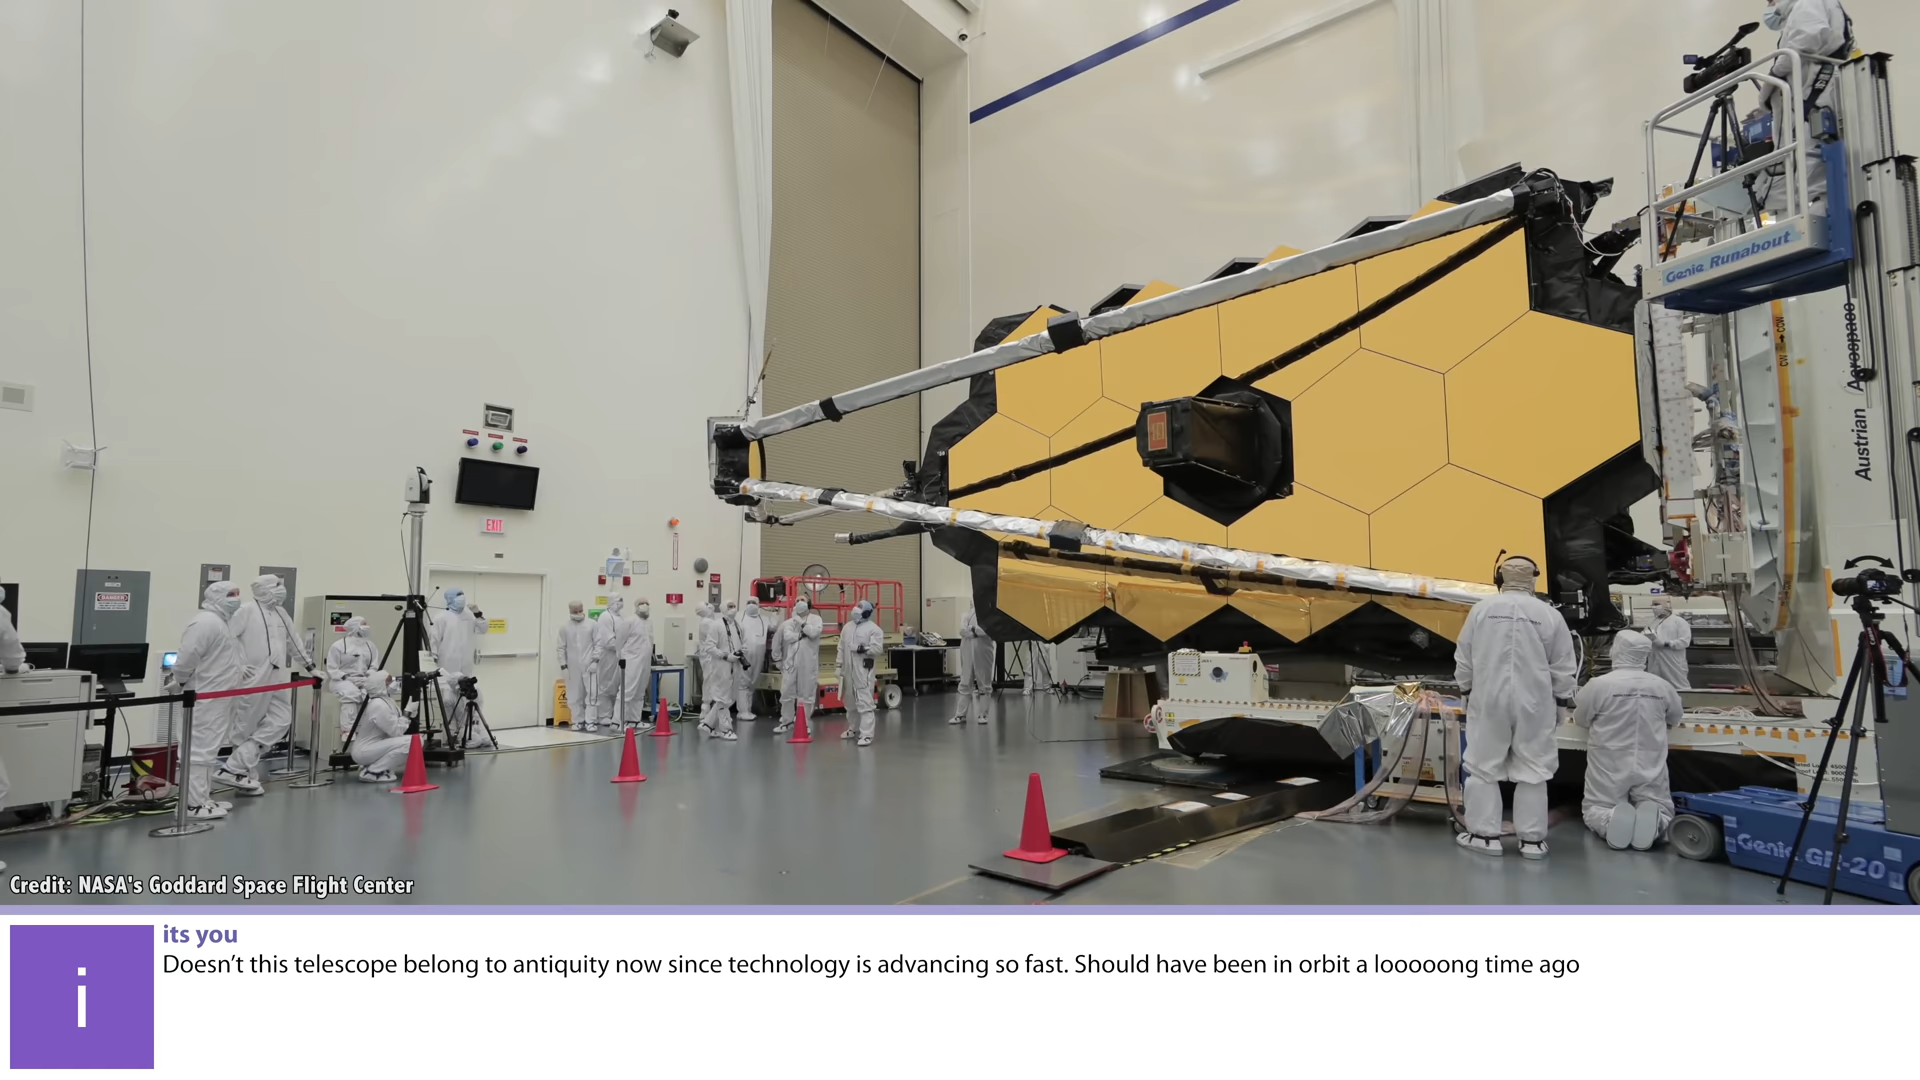 Genie Runabout
Austrian Aerospace
EXIT
DANGER
Genie GR-20
Credit: NASA's Goddard Space Flight Center
i
its you
Doesn't this telescope belong to antiquity now since technology is advancing so fast. Should have been in orbit a looooong time ago